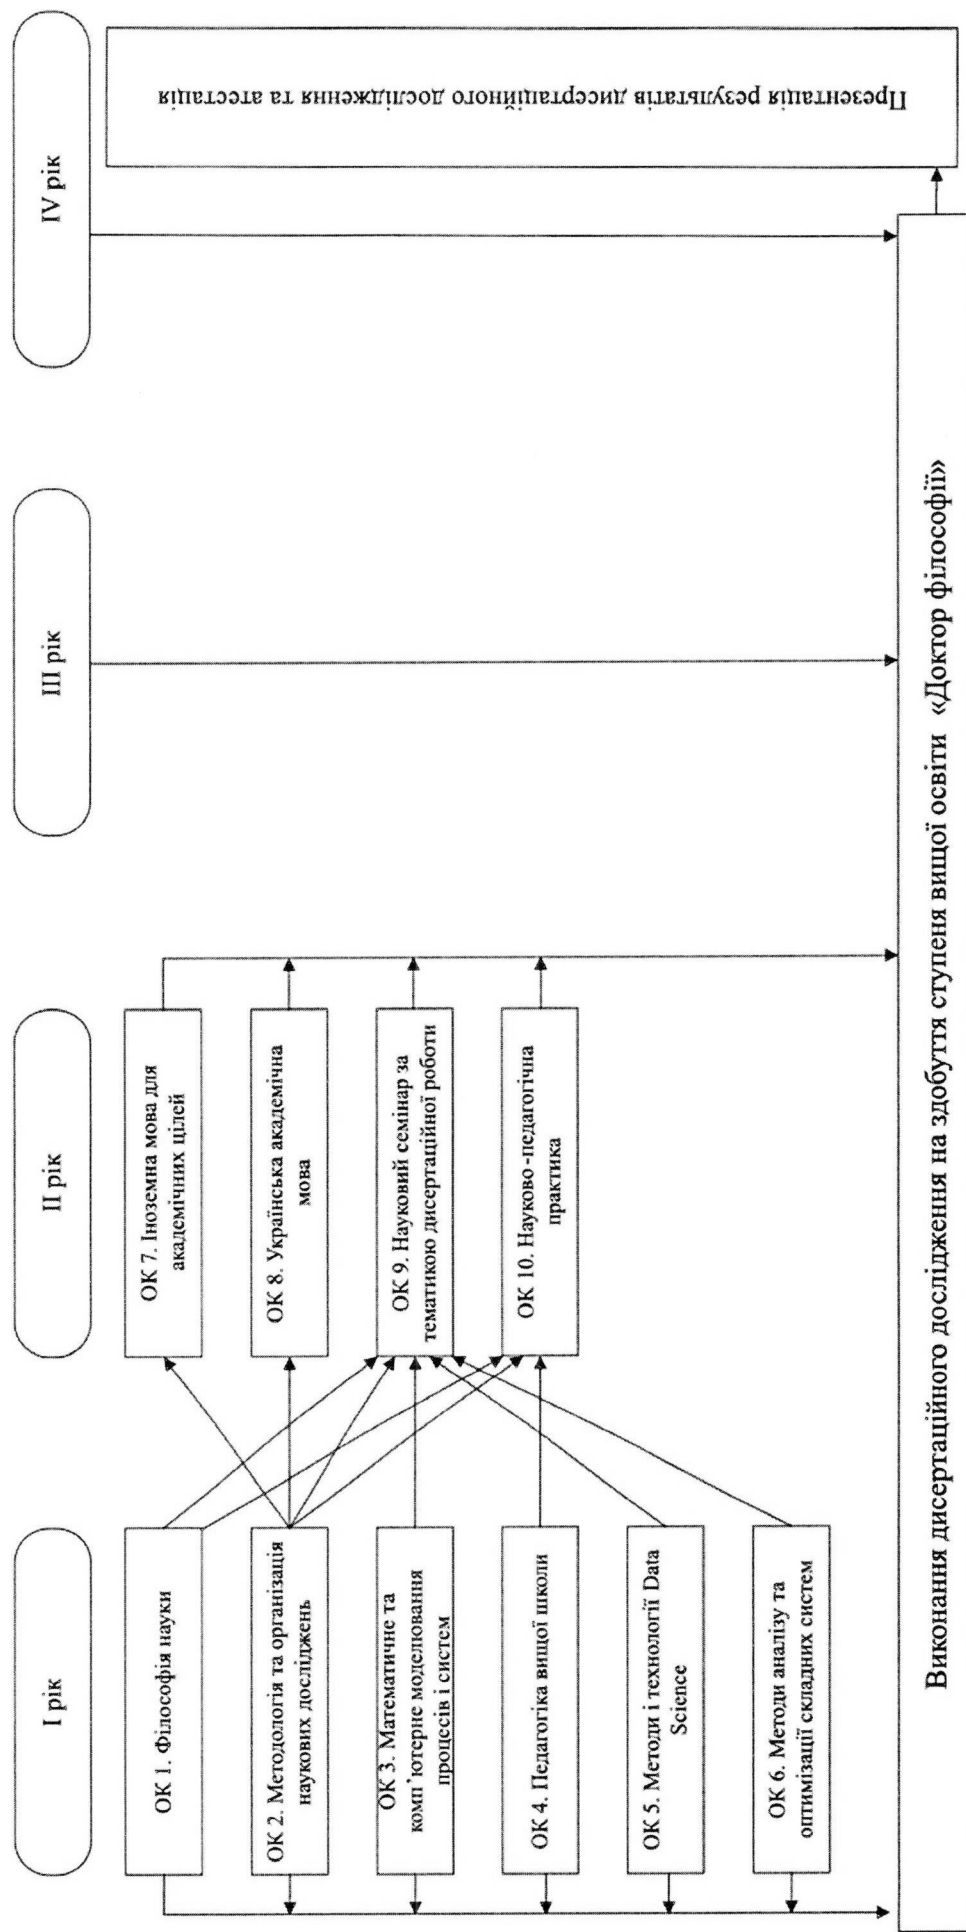 I рік
II рік
III рік
IV рік
ОК 1. Філософія науки
ОК 2. Методологія та організація
наукових досліджень
ОК 3. Математичне та
комп'ютерне моделювання
процесів і систем
ОК 4. Педагогіка вищої школи
ОК 5. Методи і технології Data
Science
ОК 6. Методи аналізу та
оптимізації складних систем
ОК 7. Іноземна мова для
академічних цілей
ОК 8. Українська академічна
мова
ОК 9. Науковий семінар за
тематикою дисертаційної роботи
ОК 10. Науково-педагогічна
практика
Презентація результатів дисертаційного дослідження та атестація
Виконання дисертаційного дослідження на здобуття ступеня вищої освіти «Доктор філософії»